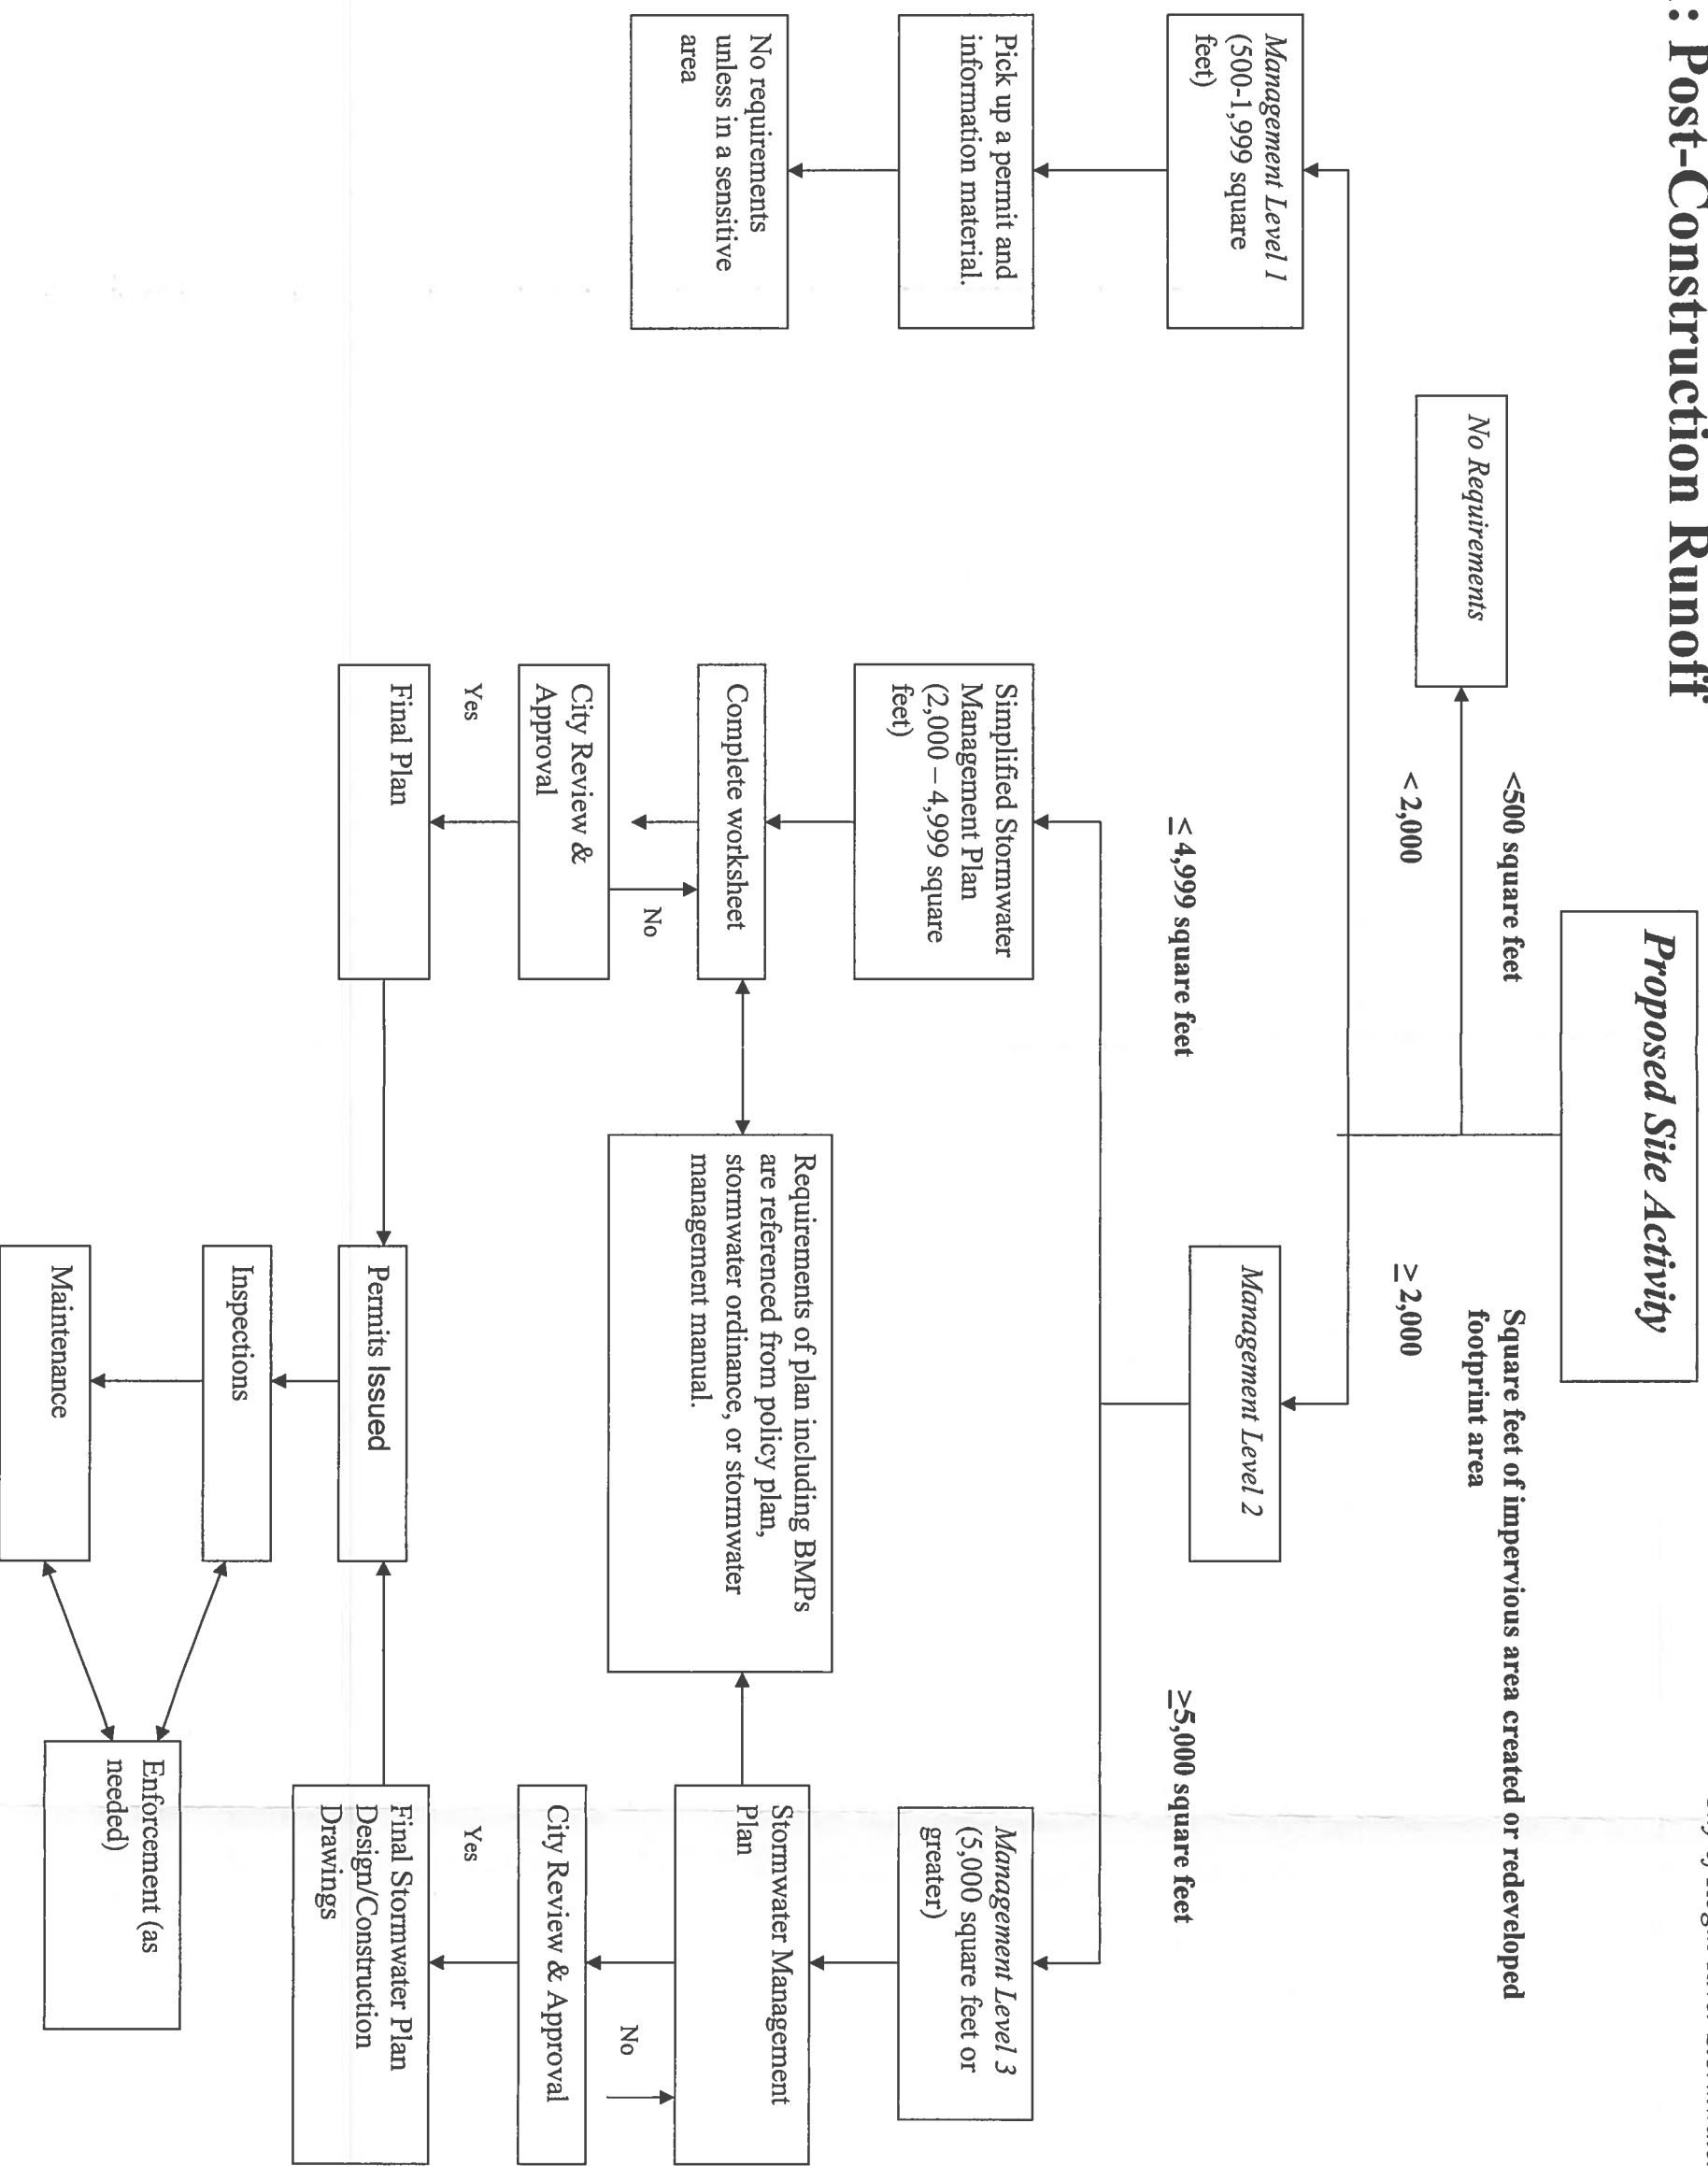 : Post-Construction Runoff
Proposed Site Activity
<500 square feet
Square feet of impervious area created or redeveloped
footprint area
No Requirements
< 2,000
≥ 2,000
Management Level 1
(500-1,999 square
feet)
Management Level 2
≤ 4,999 square feet
≥5,000 square feet
Pick up a permit and
information material.
Simplified Stormwater
Management Plan
(2,000 – 4,999 square
feet)
Management Level 3
(5,000 square feet or
greater)
No requirements
unless in a sensitive
area
Complete worksheet
Requirements of plan including BMPs
are referenced from policy plan,
stormwater ordinance, or stormwater
management manual.
Stormwater Management
Plan
No
No
City Review &
Approval
City Review & Approval
Yes
Yes
Final Plan
Permits Issued
Final Stormwater Plan
Design/Construction
Drawings
Inspections
Enforcement (as
needed)
Maintenance